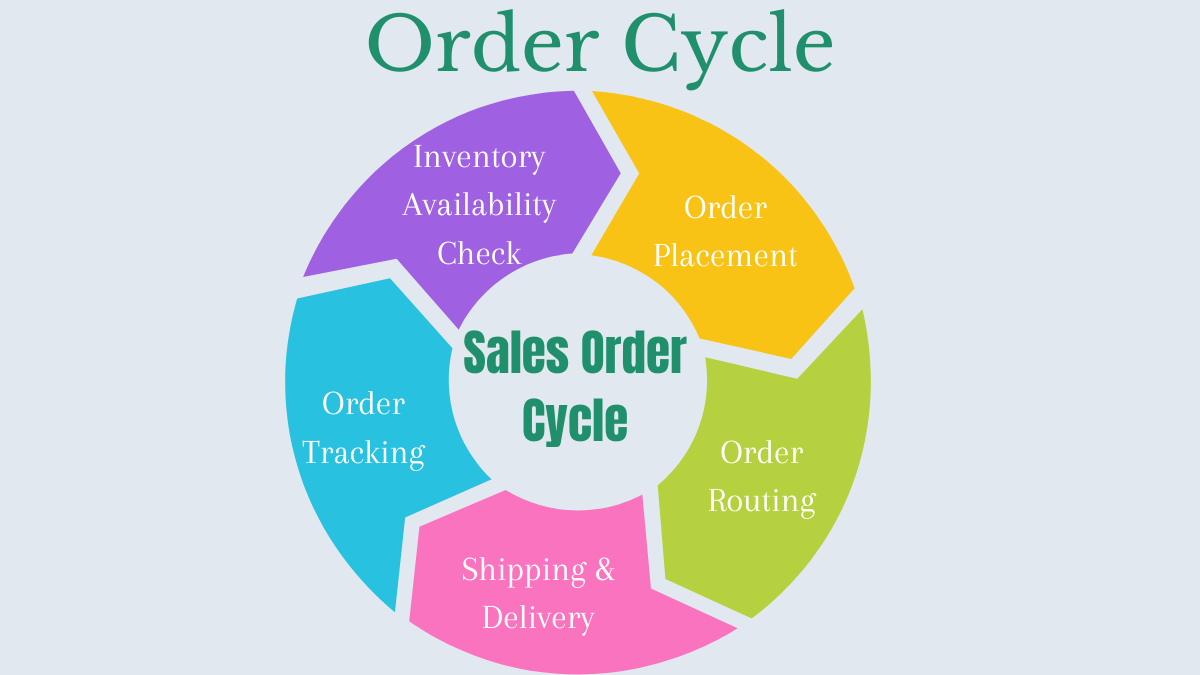 Order Cycle
Inventory
Availability
Check
Order
Placement
Order
Routing
Shipping &
Delivery
Order
Tracking
Sales Order
Cycle